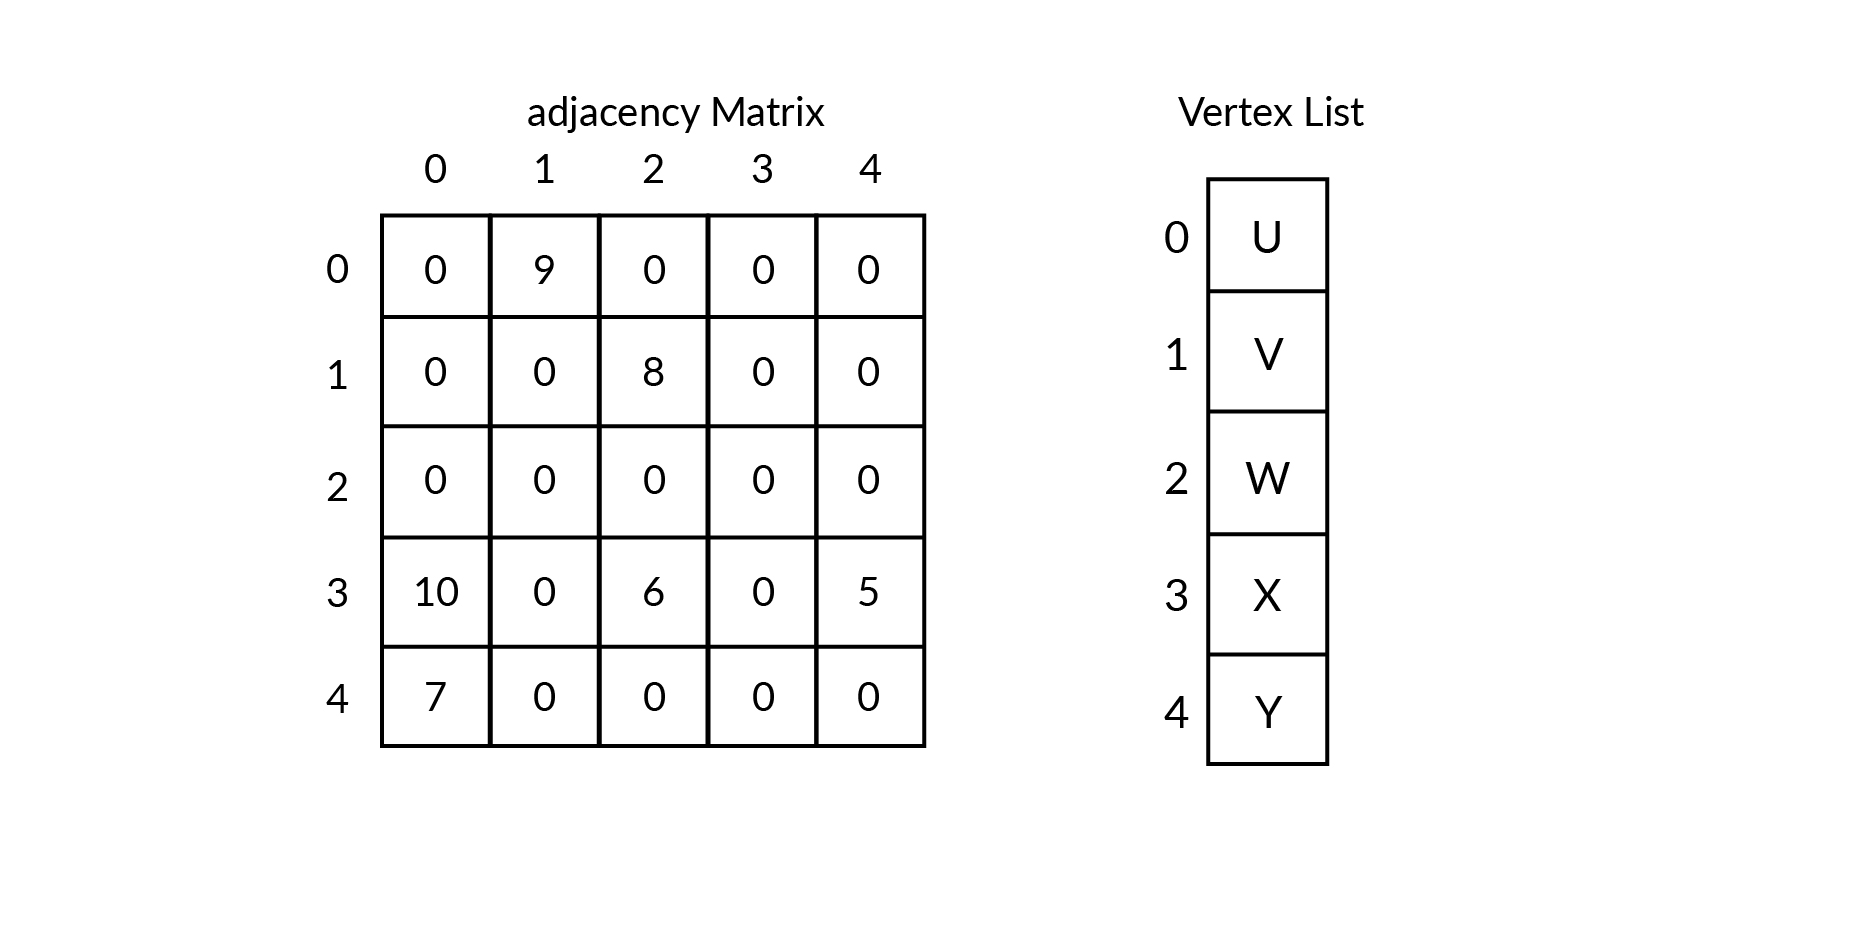 adjacency Matrix
0 1 2 3 4
0 0 9 0 0 0
1 0 0 8 0 0
2 0 0 0 0 0
3 10 0 6 0 5
4 7 0 0 0 0
Vertex List
0 U
1 V
2 W
3 X
4 Y